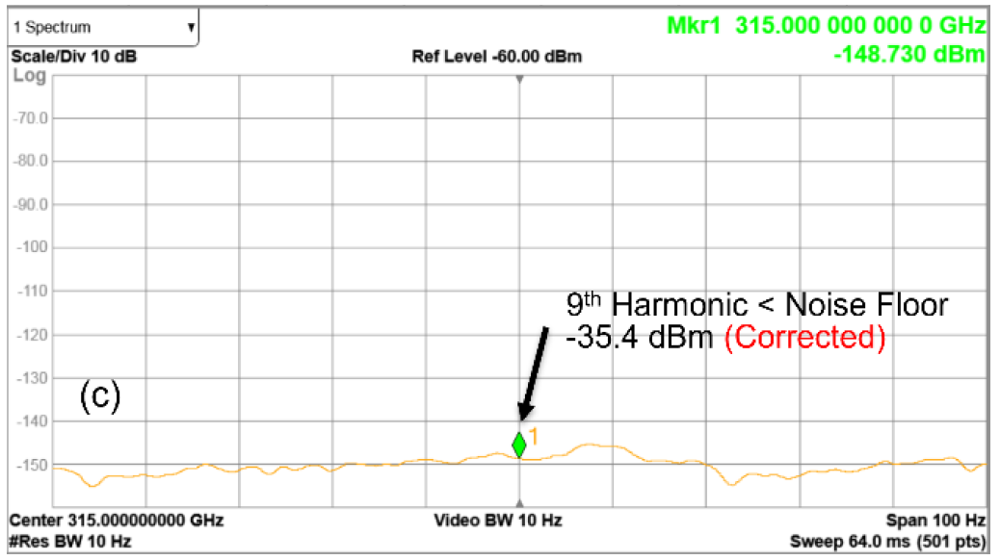 1 Spectrum
Mkr1 315.000 000 000 0 GHz
Scale/Div 10 dB
Ref Level -60.00 dBm
-148.730 dBm
Log
-70.0
-80.0
-90.0
-100
-110
9th Harmonic < Noise Floor
-120
-35.4 dBm (Corrected)
-130
(c)
-140
1
-150
Center 315.000000000 GHz
Video BW 10 Hz
Span 100 Hz
#Res BW 10 Hz
Sweep 64.0 ms (501 pts)